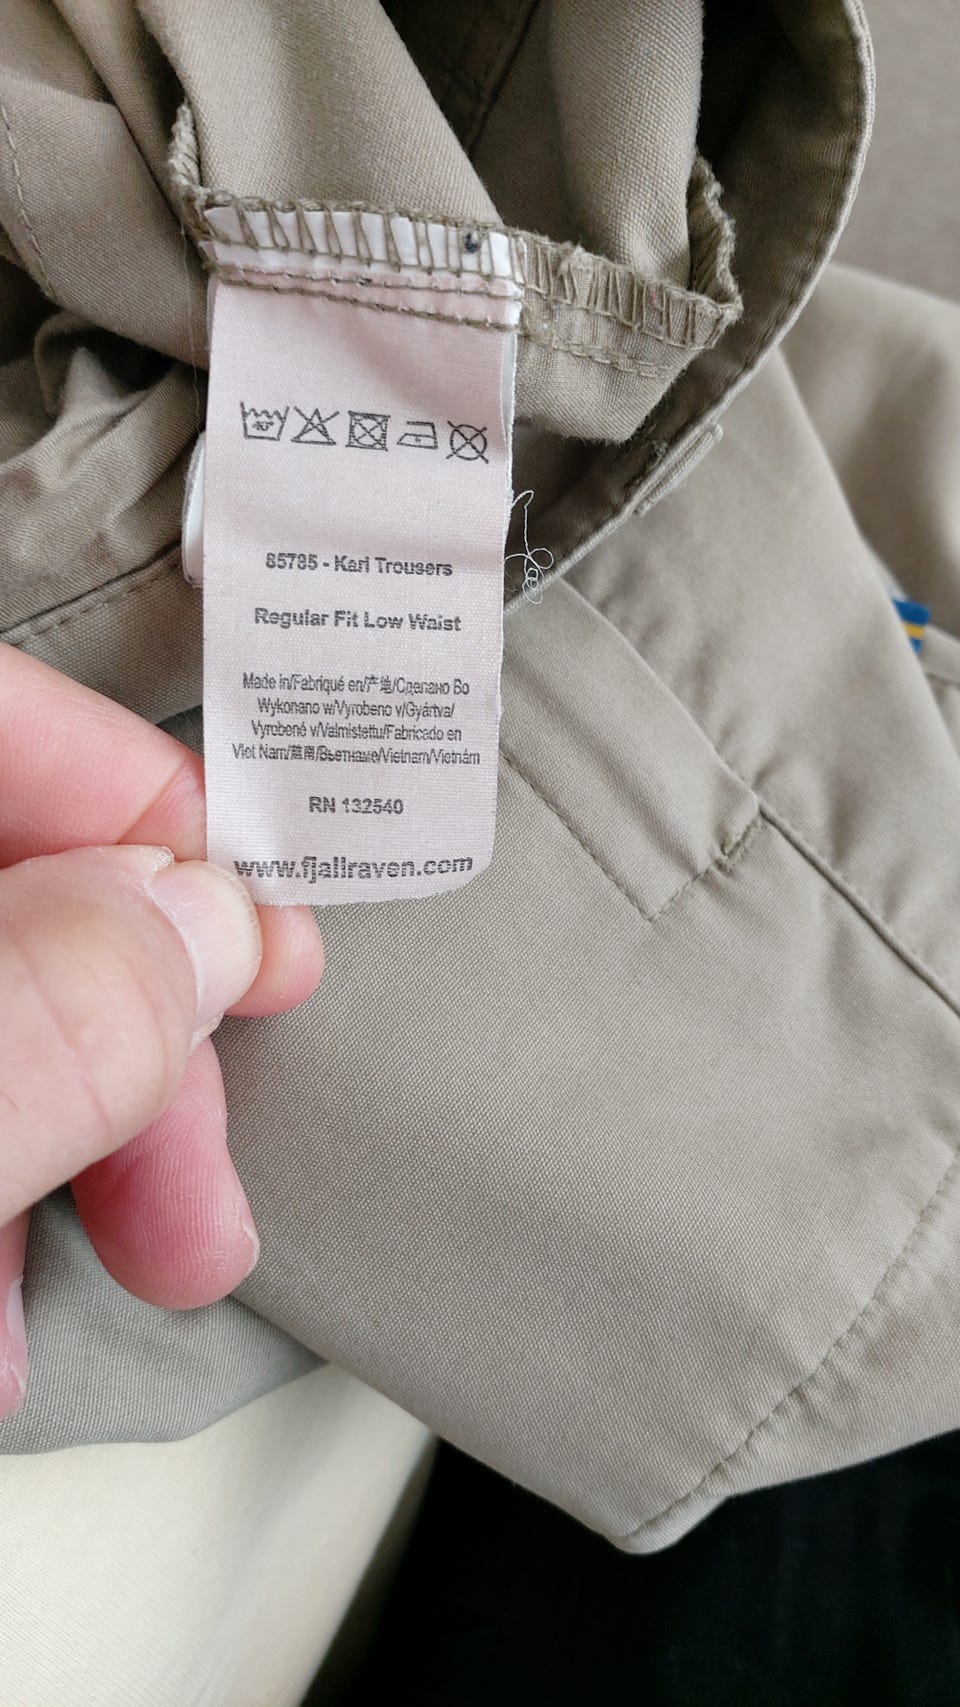 40°
85785 - Karl Trousers
Regular Fit Low Waist
Made in/Fabriqué en/产地/Сделано Во
Wykonano w/Vyrobeno v/Gyártva/
Vyrobené v/Valmistettu/Fabricado en
Viet Nam/越南/Вьетнаме/Vietnam/Vietnám
RN 132540
www.fjallraven.com